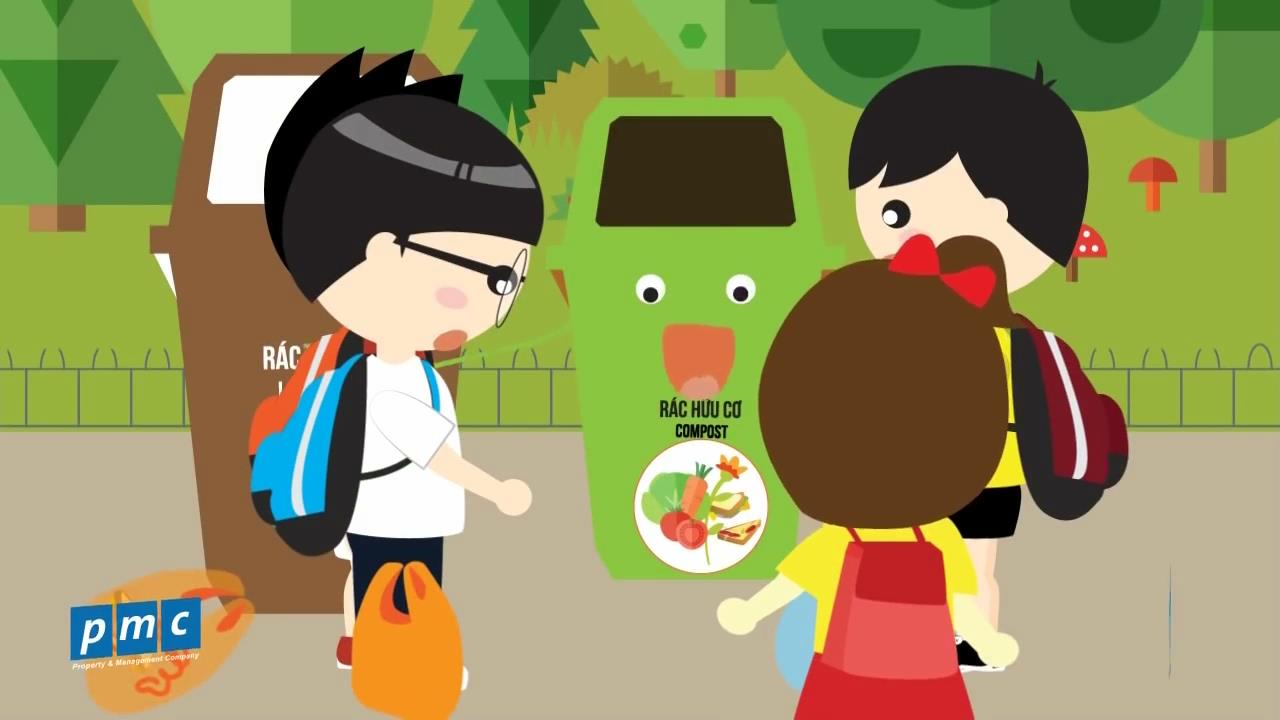 RÁC
RÁC HỮU CƠ
COMPOST
pmc
Property & Management Company